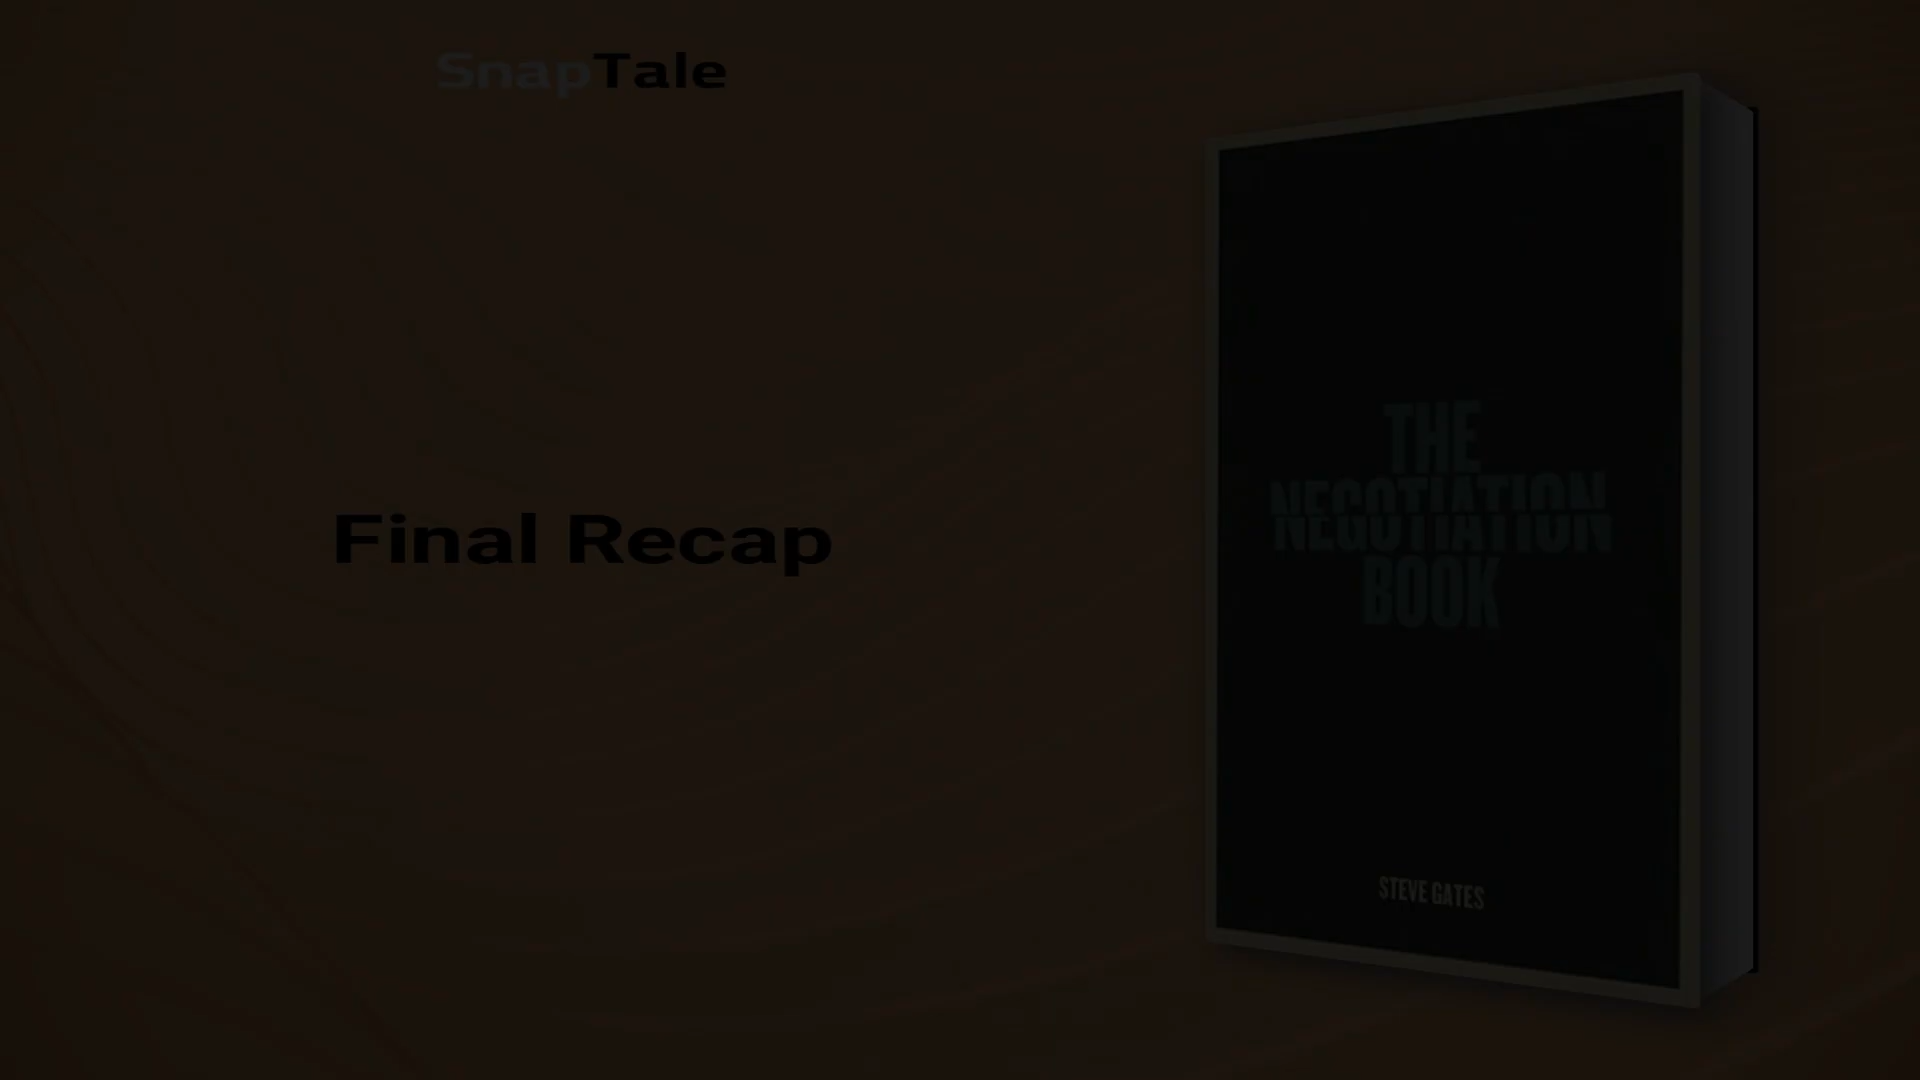 SnapTale
Final Recap
THE
NEGOTIATION
BOOK
STEVE GATES